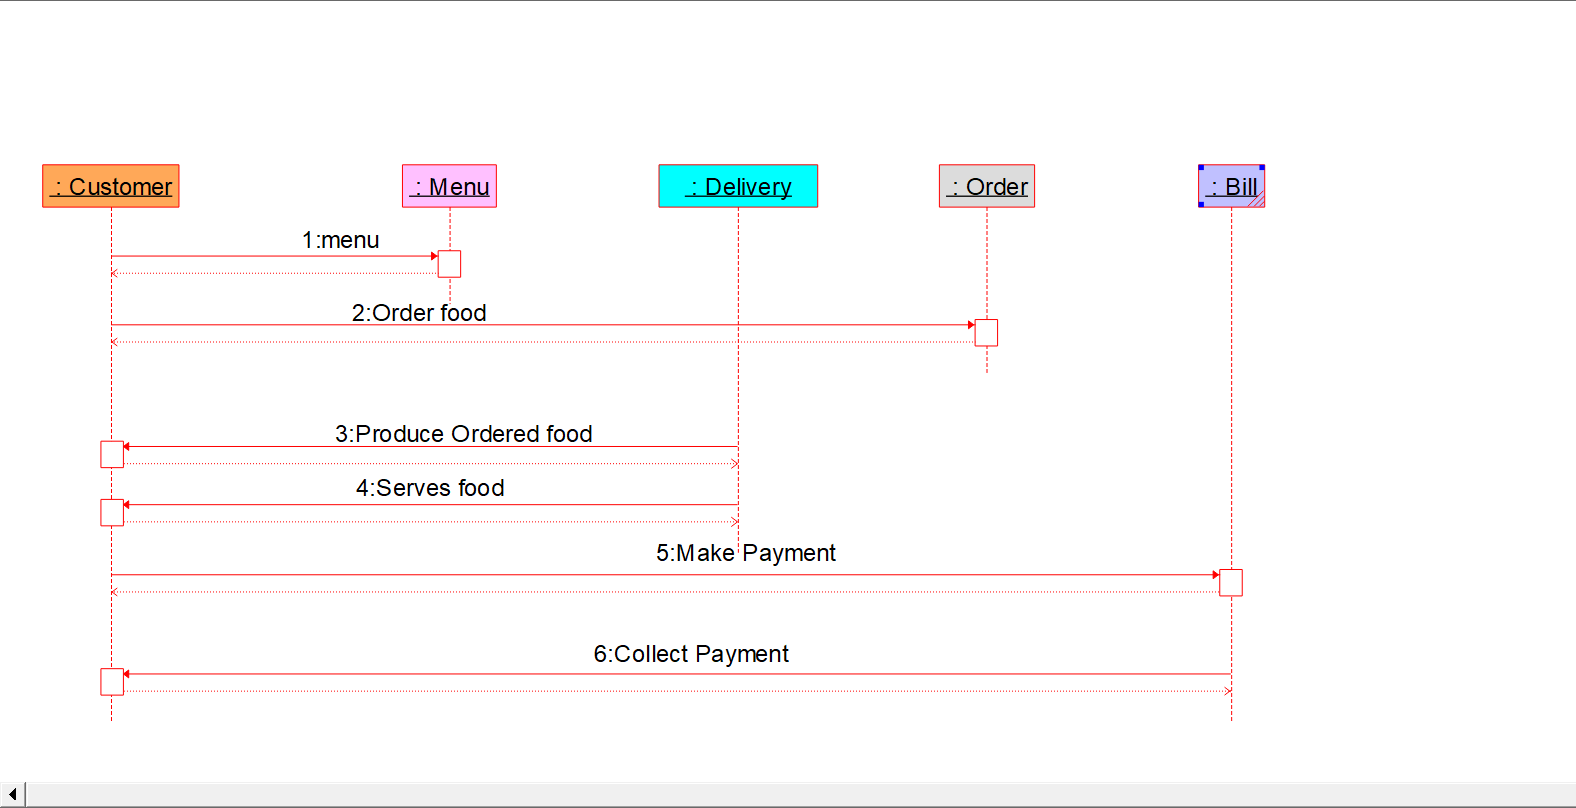 : Customer
: Menu
: Delivery
: Order
: Bill
1:menu
2:Order food
3:Produce Ordered food
4:Serves food
5:Make Payment
6:Collect Payment